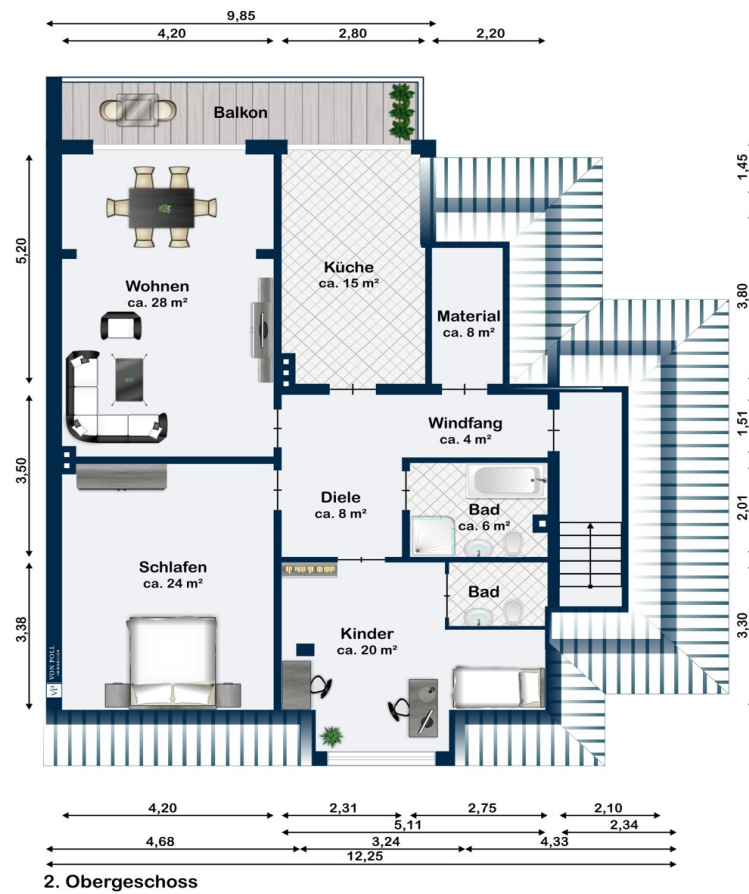 9,85
4,20
2,80
2,20
Balkon
5,20
1,45
Küche
ca. 15 m²
Wohnen
ca. 28 m²
Material
ca. 8 m²
3,80
Windfang
ca. 4 m²
1,51
3,50
Diele
ca. 8 m²
Bad
ca. 6 m²
2,01
Schlafen
ca. 24 m²
Bad
3,38
Kinder
ca. 20 m²
3,30
VP VON POLL
IMMOBILIEN
4,20
2,31
2,75
2,10
5,11
2,34
4,68
3,24
4,33
12,25
2. Obergeschoss